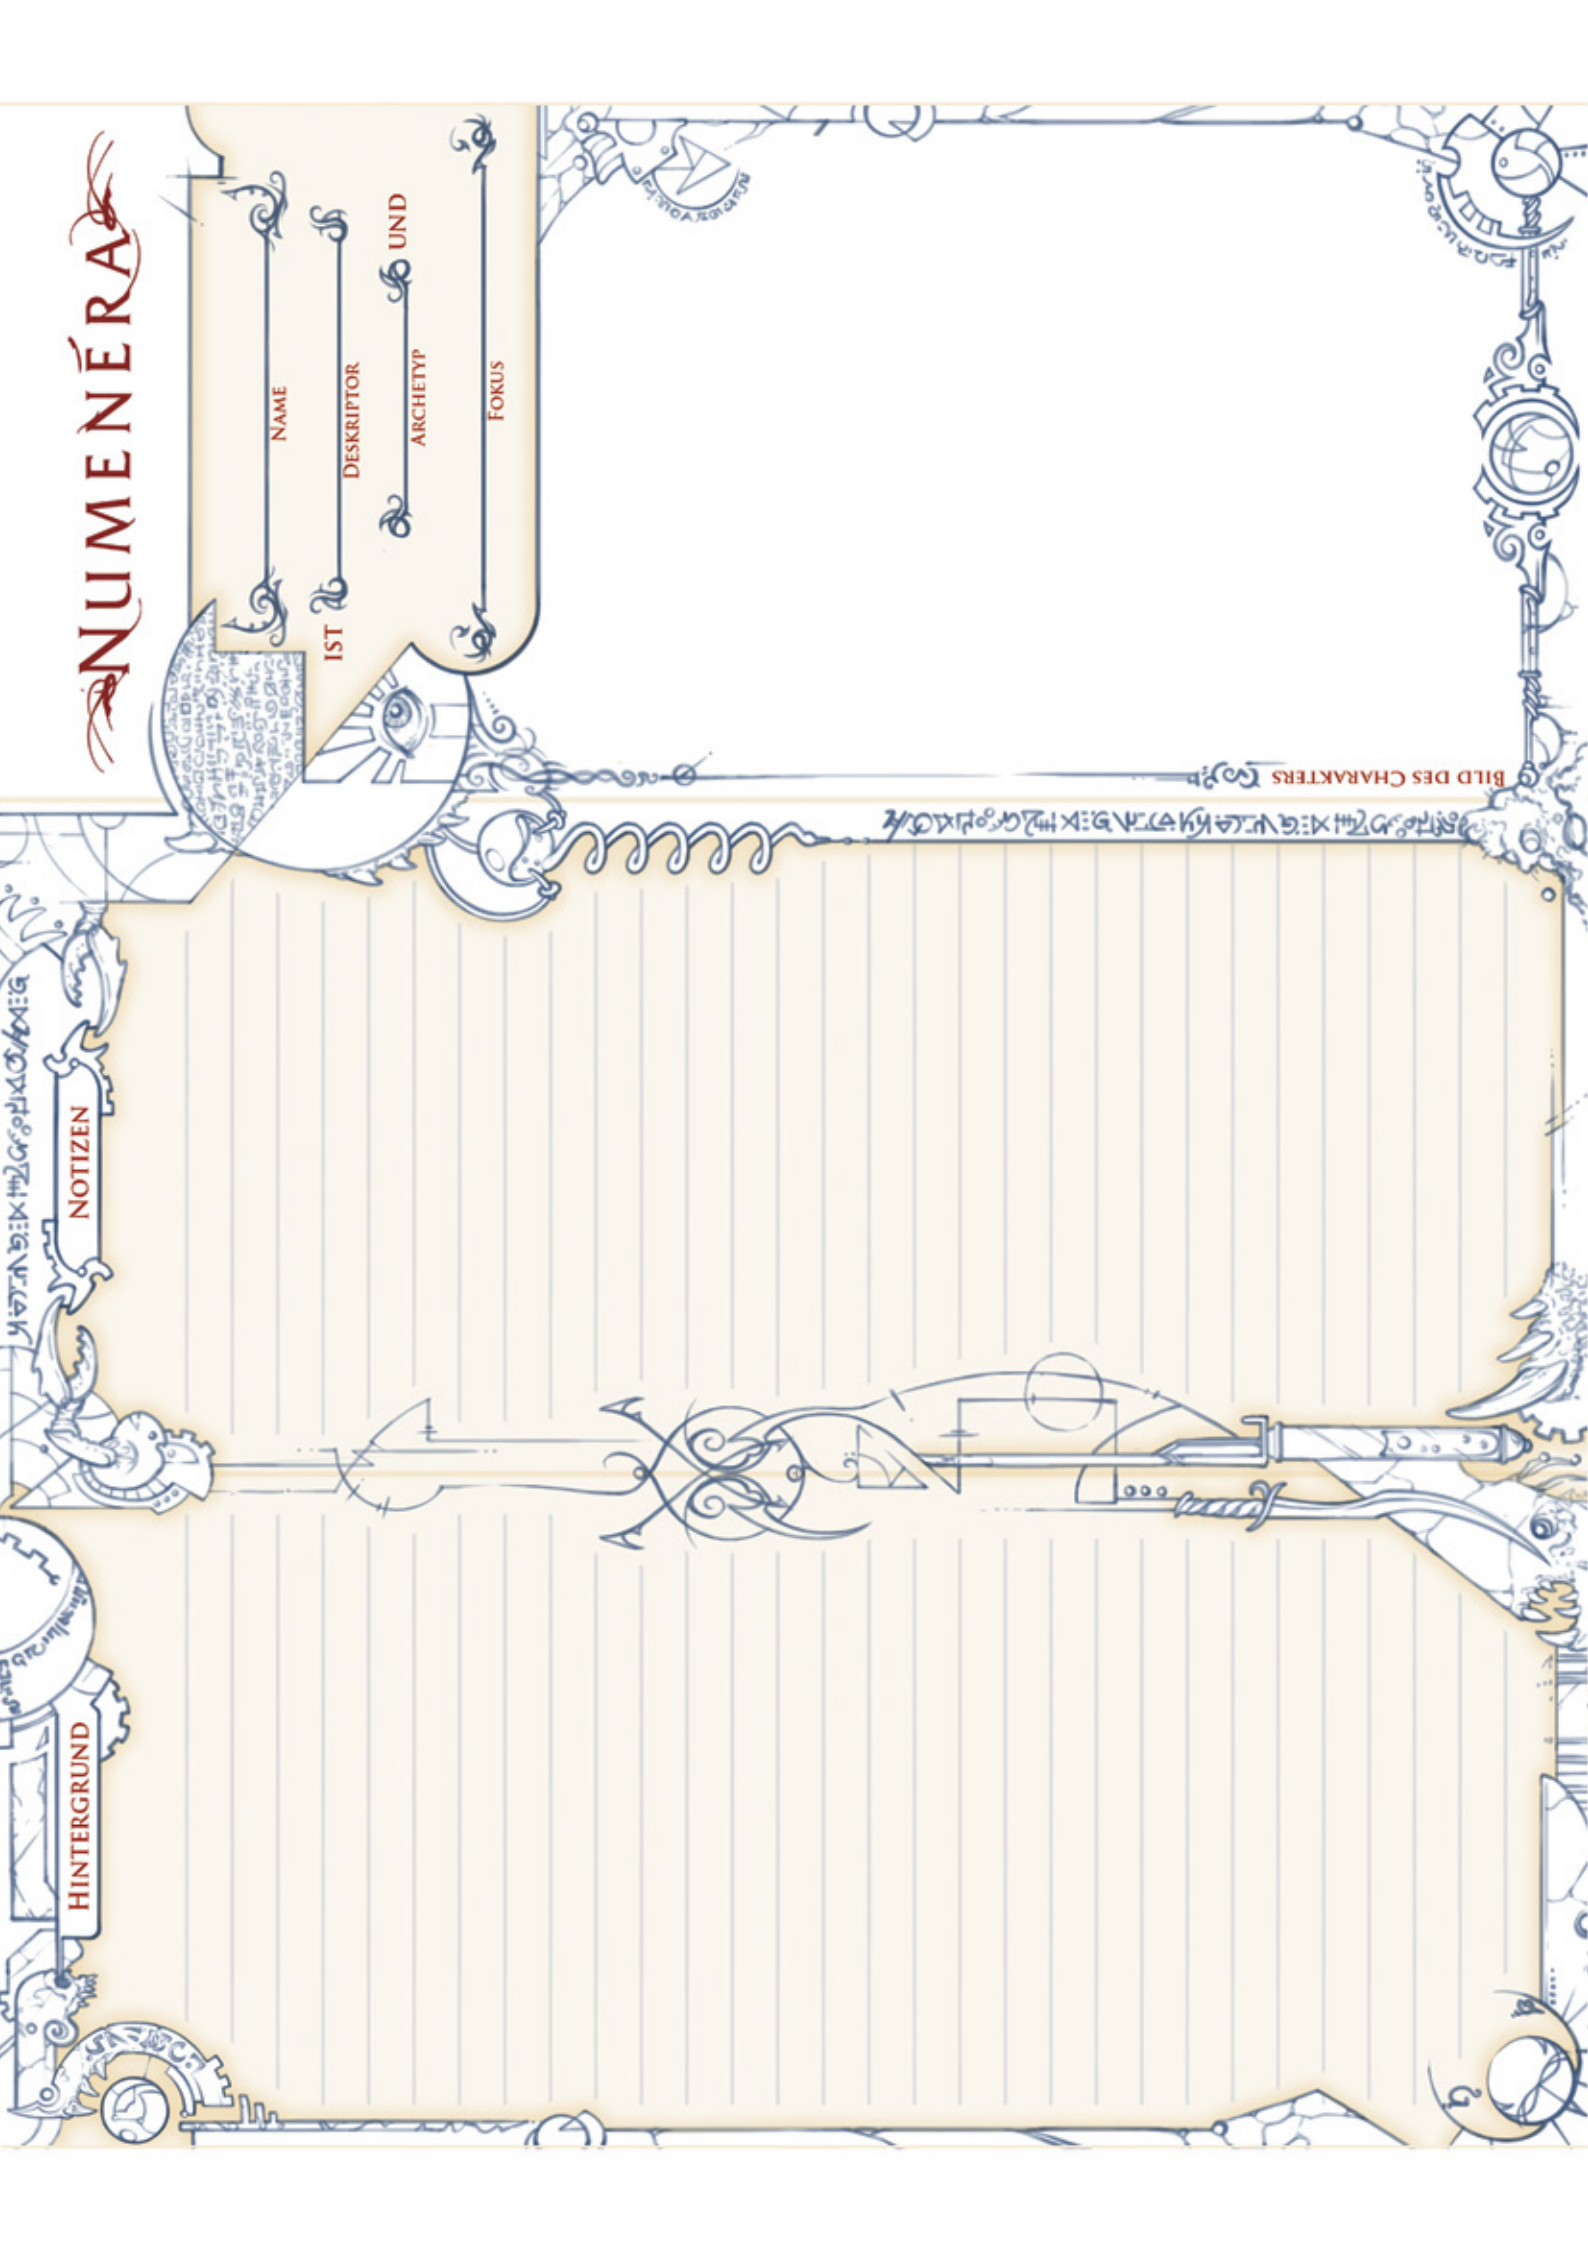 Hintergrund
Notizen
Numenéra
Name
ist
Deskriptor
und
Archetyp
Fokus
Bild des Charakters